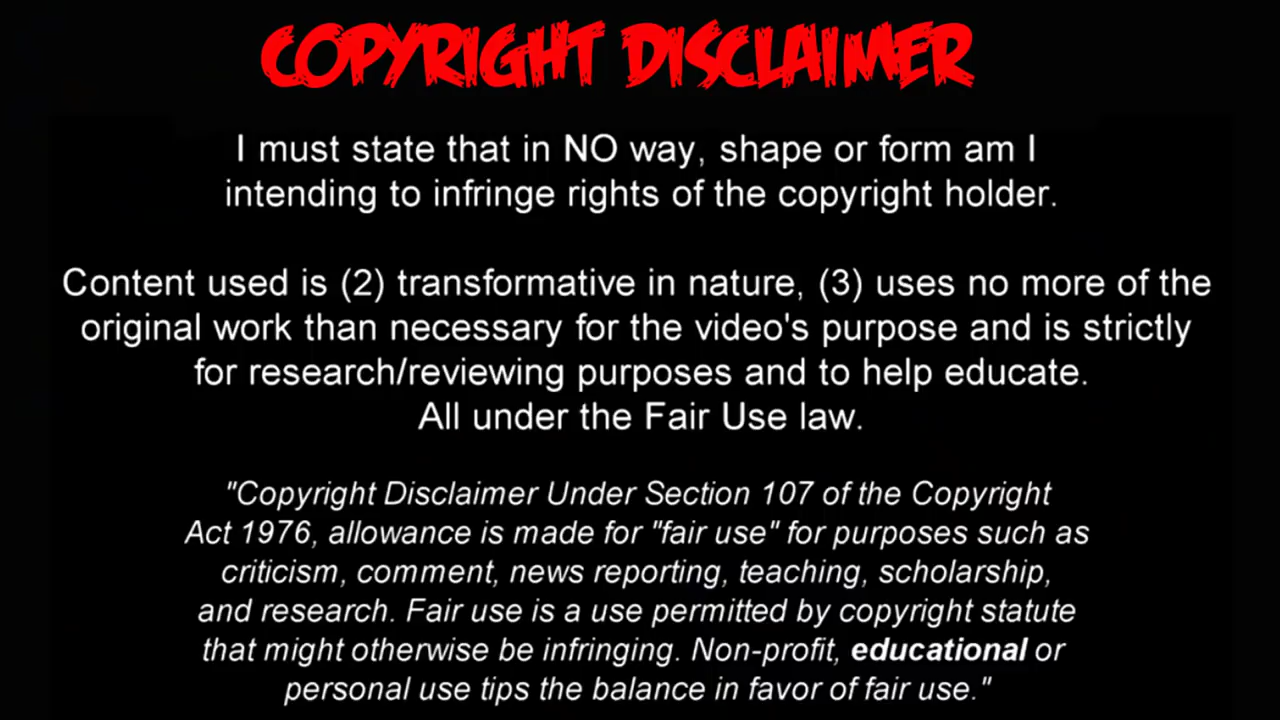 COPYRIGHT DISCLAIMER
I must state that in NO way, shape or form am I
intending to infringe rights of the copyright holder.
Content used is (2) transformative in nature, (3) uses no more of the
original work than necessary for the video's purpose and is strictly
for research/reviewing purposes and to help educate.
All under the Fair Use law.
"Copyright Disclaimer Under Section 107 of the Copyright
Act 1976, allowance is made for "fair use" for purposes such as
criticism, comment, news reporting, teaching, scholarship,
and research. Fair use is a use permitted by copyright statute
that might otherwise be infringing. Non-profit, educational or
personal use tips the balance in favor of fair use."